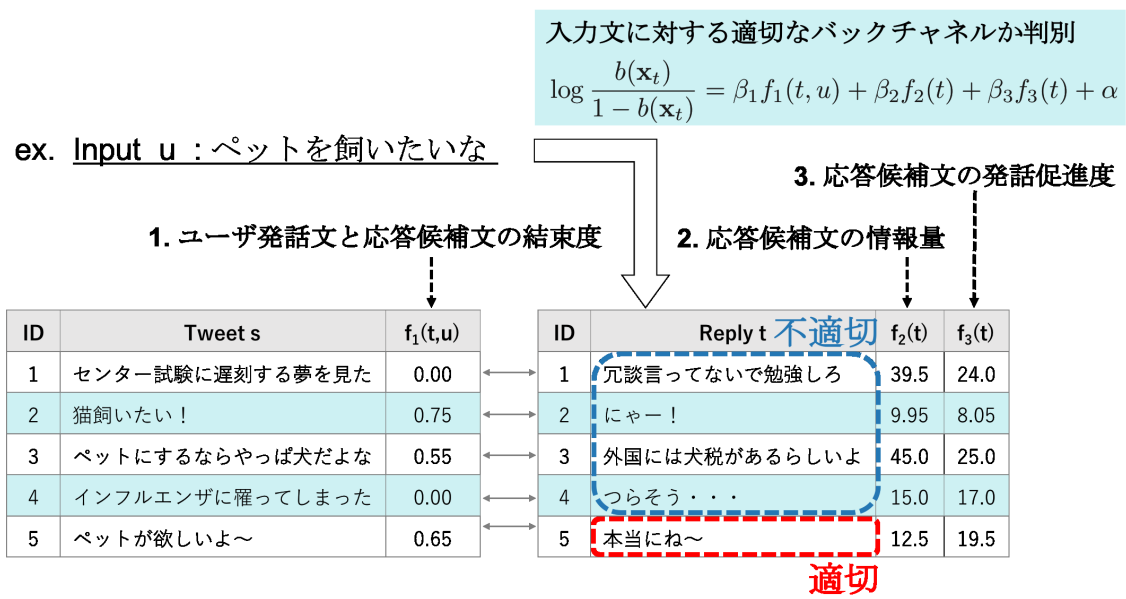 入力文に対する適切なバックチャネルか判別
log b(x_t) / 1 − b(x_t) = β_1 f_1(t, u) + β_2 f_2(t) + β_3 f_3(t) + α
ex. Input u : ペットを飼いたいな
3. 応答候補文の発話促進度
1. ユーザ発話文と応答候補文の結束度
2. 応答候補文の情報量
ID Tweet s f_1(t,u)
1 センター試験に遅刻する夢を見た 0.00
2 猫飼いたい！ 0.75
3 ペットにするならやっぱ犬だよな 0.55
4 インフルエンザに罹ってしまった 0.00
5 ペットが欲しいよ〜 0.65
ID Reply t 不適切 f_2(t) f_3(t)
1 冗談言ってないで勉強しろ 39.5 24.0
2 にゃー！ 9.95 8.05
3 外国には犬税があるらしいよ 45.0 25.0
4 つらそう・・・ 15.0 17.0
5 本当にね〜 12.5 19.5
適切